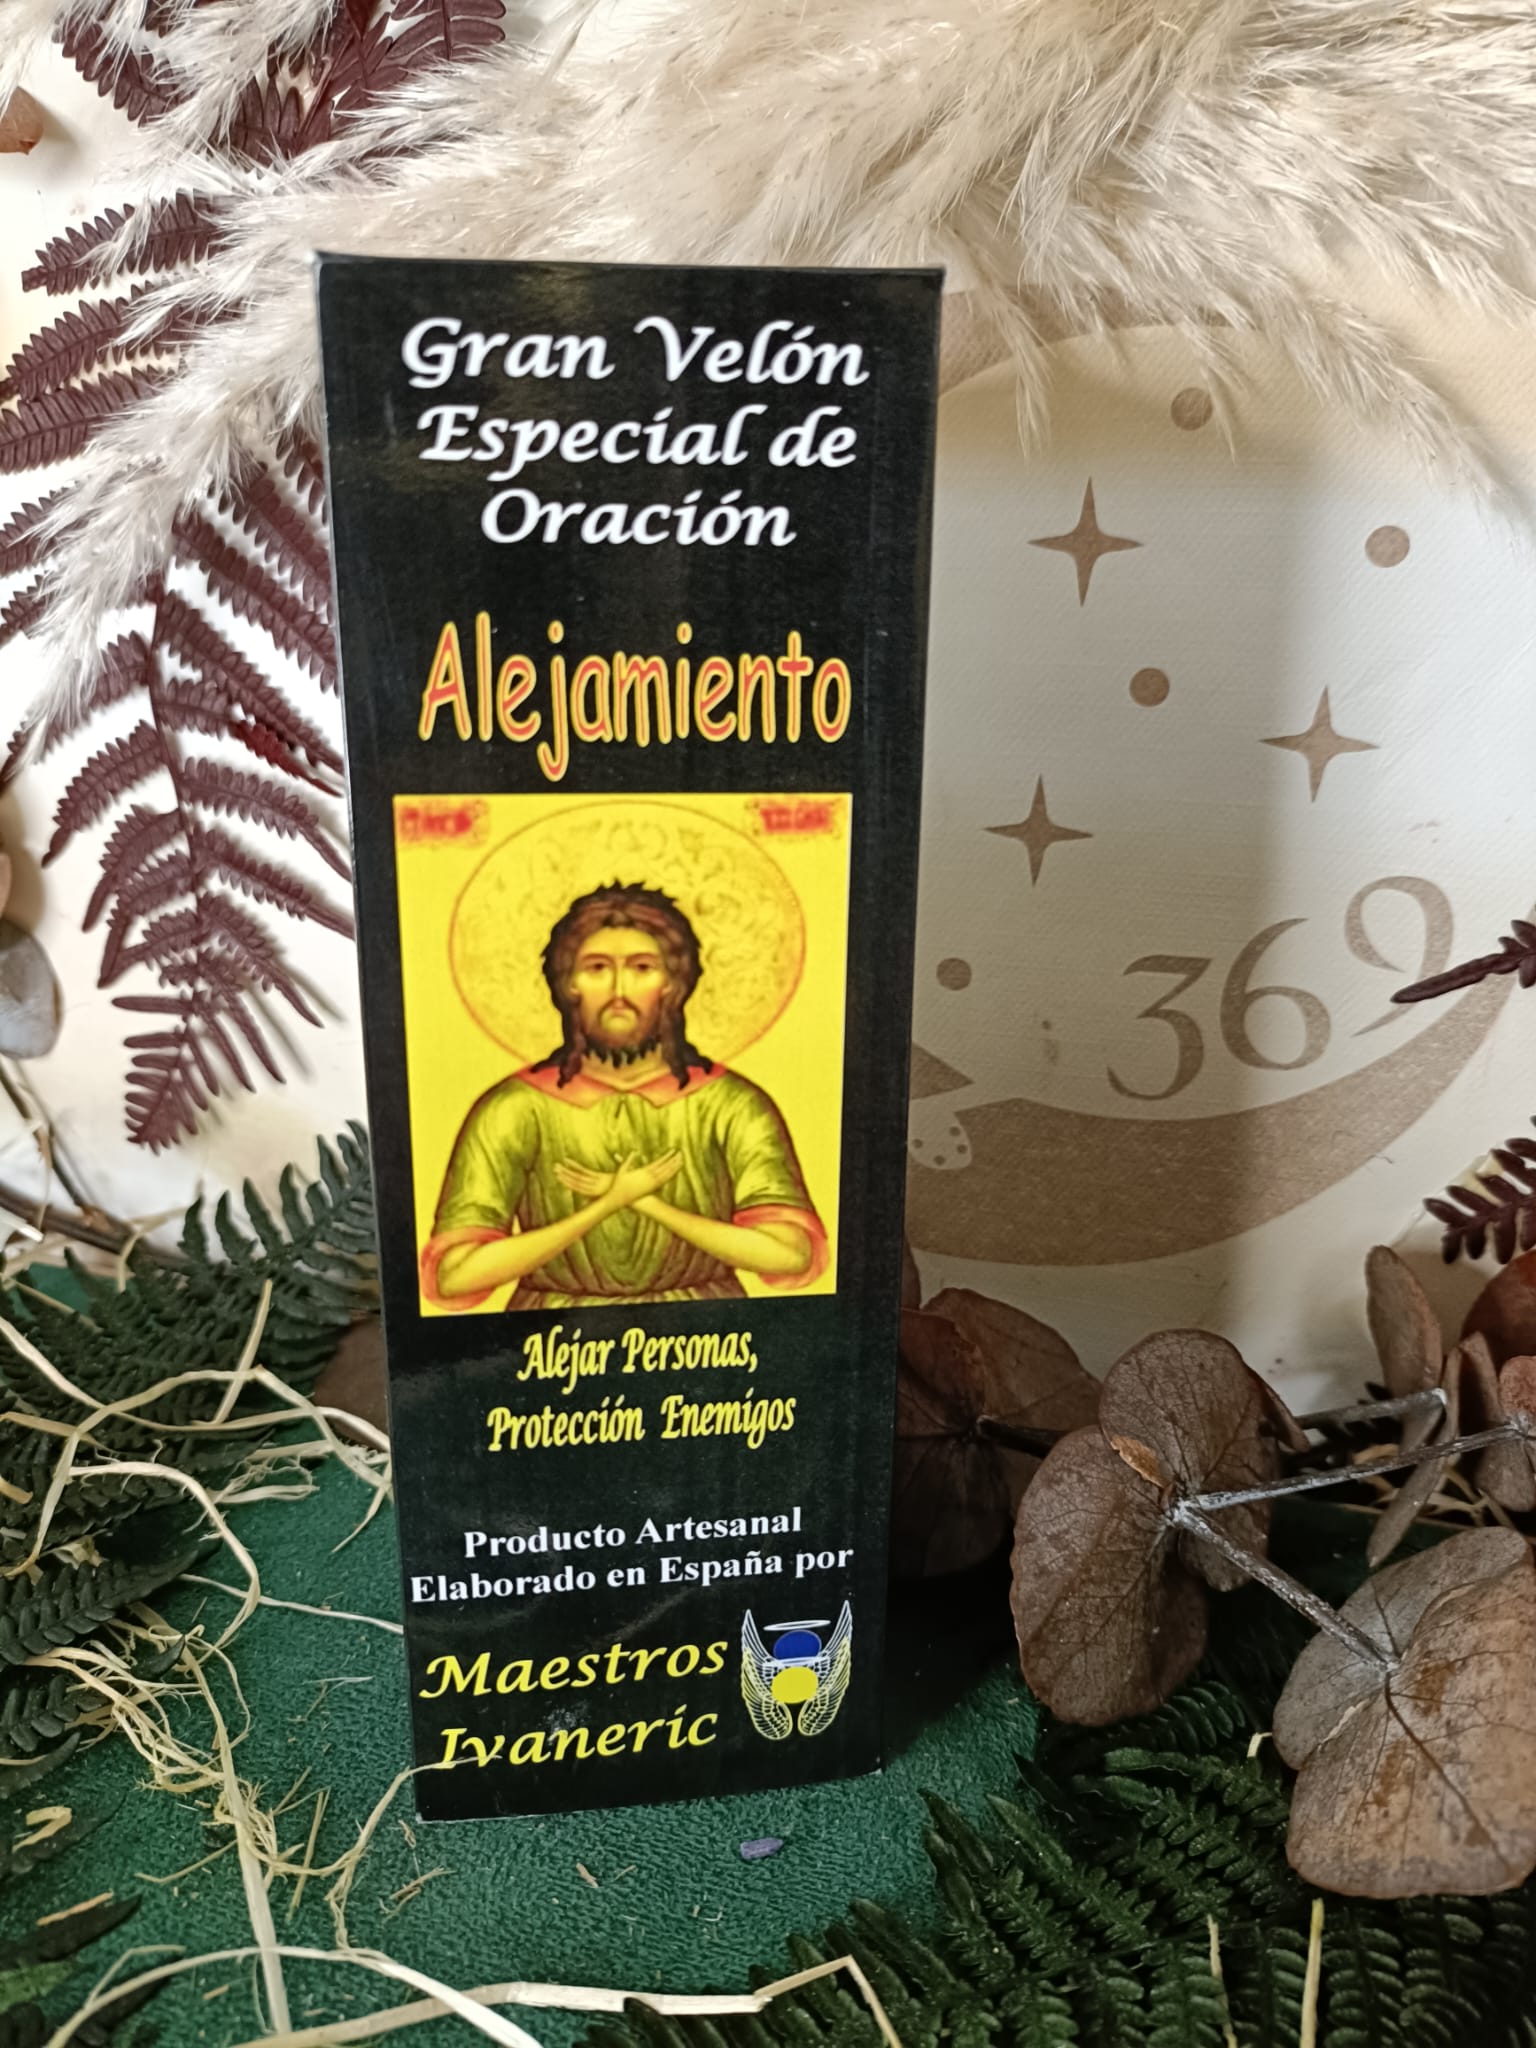 Gran Velón
Especial de
Oración
Alejamiento
Alejar Personas,
Protección Enemigos
Producto Artesanal
Elaborado en España por
Maestros
Ivaneric
369